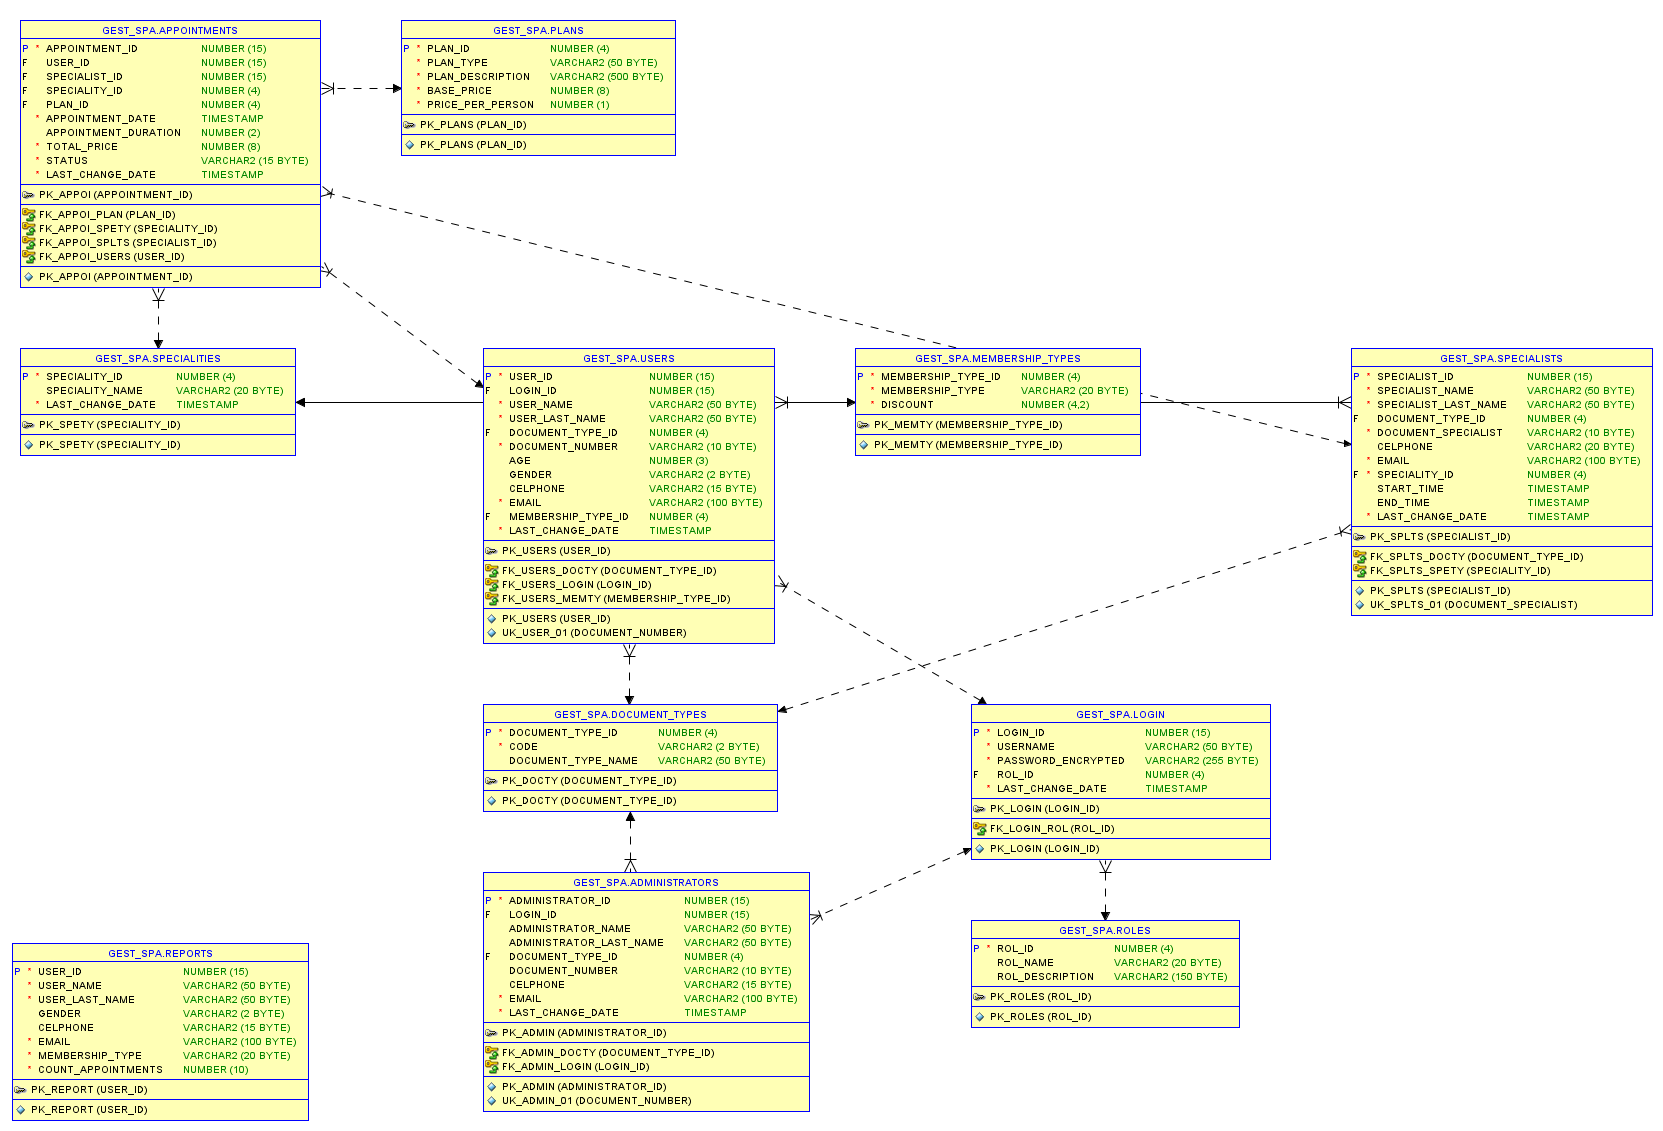 GEST_SPA.APPOINTMENTS
P * APPOINTMENT_ID NUMBER (15)
F USER_ID NUMBER (15)
F SPECIALIST_ID NUMBER (15)
F SPECIALITY_ID NUMBER (4)
F PLAN_ID NUMBER (4)
* APPOINTMENT_DATE TIMESTAMP
APPOINTMENT_DURATION NUMBER (2)
* TOTAL_PRICE NUMBER (8)
* STATUS VARCHAR2 (15 BYTE)
* LAST_CHANGE_DATE TIMESTAMP
PK_APPOI (APPOINTMENT_ID)
FK_APPOI_PLAN (PLAN_ID)
FK_APPOI_SPETY (SPECIALITY_ID)
FK_APPOI_SPLTS (SPECIALIST_ID)
FK_APPOI_USERS (USER_ID)
PK_APPOI (APPOINTMENT_ID)
GEST_SPA.PLANS
P * PLAN_ID NUMBER (4)
* PLAN_TYPE VARCHAR2 (50 BYTE)
* PLAN_DESCRIPTION VARCHAR2 (500 BYTE)
* BASE_PRICE NUMBER (8)
* PRICE_PER_PERSON NUMBER (1)
PK_PLANS (PLAN_ID)
PK_PLANS (PLAN_ID)
GEST_SPA.SPECIALITIES
P * SPECIALITY_ID NUMBER (4)
SPECIALITY_NAME VARCHAR2 (20 BYTE)
* LAST_CHANGE_DATE TIMESTAMP
PK_SPETY (SPECIALITY_ID)
PK_SPETY (SPECIALITY_ID)
GEST_SPA.USERS
P * USER_ID NUMBER (15)
F LOGIN_ID NUMBER (15)
* USER_NAME VARCHAR2 (50 BYTE)
* USER_LAST_NAME VARCHAR2 (50 BYTE)
F DOCUMENT_TYPE_ID NUMBER (4)
* DOCUMENT_NUMBER VARCHAR2 (10 BYTE)
AGE NUMBER (3)
GENDER VARCHAR2 (2 BYTE)
CELPHONE VARCHAR2 (15 BYTE)
* EMAIL VARCHAR2 (100 BYTE)
F MEMBERSHIP_TYPE_ID NUMBER (4)
* LAST_CHANGE_DATE TIMESTAMP
PK_USERS (USER_ID)
FK_USERS_DOCTY (DOCUMENT_TYPE_ID)
FK_USERS_LOGIN (LOGIN_ID)
FK_USERS_MEMTY (MEMBERSHIP_TYPE_ID)
PK_USERS (USER_ID)
UK_USER_01 (DOCUMENT_NUMBER)
GEST_SPA.MEMBERSHIP_TYPES
P * MEMBERSHIP_TYPE_ID NUMBER (4)
* MEMBERSHIP_TYPE VARCHAR2 (20 BYTE)
* DISCOUNT NUMBER (4,2)
PK_MEMTY (MEMBERSHIP_TYPE_ID)
PK_MEMTY (MEMBERSHIP_TYPE_ID)
GEST_SPA.SPECIALISTS
P * SPECIALIST_ID NUMBER (15)
* SPECIALIST_NAME VARCHAR2 (50 BYTE)
* SPECIALIST_LAST_NAME VARCHAR2 (50 BYTE)
F DOCUMENT_TYPE_ID NUMBER (4)
* DOCUMENT_SPECIALIST VARCHAR2 (10 BYTE)
CELPHONE VARCHAR2 (20 BYTE)
* EMAIL VARCHAR2 (100 BYTE)
F * SPECIALITY_ID NUMBER (4)
START_TIME TIMESTAMP
END_TIME TIMESTAMP
* LAST_CHANGE_DATE TIMESTAMP
PK_SPLTS (SPECIALIST_ID)
FK_SPLTS_DOCTY (DOCUMENT_TYPE_ID)
FK_SPLTS_SPETY (SPECIALITY_ID)
PK_SPLTS (SPECIALIST_ID)
UK_SPLTS_01 (DOCUMENT_SPECIALIST)
GEST_SPA.DOCUMENT_TYPES
P * DOCUMENT_TYPE_ID NUMBER (4)
* CODE VARCHAR2 (2 BYTE)
DOCUMENT_TYPE_NAME VARCHAR2 (50 BYTE)
PK_DOCTY (DOCUMENT_TYPE_ID)
PK_DOCTY (DOCUMENT_TYPE_ID)
GEST_SPA.LOGIN
P * LOGIN_ID NUMBER (15)
* USERNAME VARCHAR2 (50 BYTE)
* PASSWORD_ENCRYPTED VARCHAR2 (255 BYTE)
F ROL_ID NUMBER (4)
* LAST_CHANGE_DATE TIMESTAMP
PK_LOGIN (LOGIN_ID)
FK_LOGIN_ROL (ROL_ID)
PK_LOGIN (LOGIN_ID)
GEST_SPA.ADMINISTRATORS
P * ADMINISTRATOR_ID NUMBER (15)
F LOGIN_ID NUMBER (15)
ADMINISTRATOR_NAME VARCHAR2 (50 BYTE)
ADMINISTRATOR_LAST_NAME VARCHAR2 (50 BYTE)
F DOCUMENT_TYPE_ID NUMBER (4)
DOCUMENT_NUMBER VARCHAR2 (10 BYTE)
CELPHONE VARCHAR2 (15 BYTE)
* EMAIL VARCHAR2 (100 BYTE)
* LAST_CHANGE_DATE TIMESTAMP
PK_ADMIN (ADMINISTRATOR_ID)
FK_ADMIN_DOCTY (DOCUMENT_TYPE_ID)
FK_ADMIN_LOGIN (LOGIN_ID)
PK_ADMIN (ADMINISTRATOR_ID)
UK_ADMIN_01 (DOCUMENT_NUMBER)
GEST_SPA.ROLES
P * ROL_ID NUMBER (4)
ROL_NAME VARCHAR2 (20 BYTE)
ROL_DESCRIPTION VARCHAR2 (150 BYTE)
PK_ROLES (ROL_ID)
PK_ROLES (ROL_ID)
GEST_SPA.REPORTS
P * USER_ID NUMBER (15)
* USER_NAME VARCHAR2 (50 BYTE)
* USER_LAST_NAME VARCHAR2 (50 BYTE)
GENDER VARCHAR2 (2 BYTE)
CELPHONE VARCHAR2 (15 BYTE)
* EMAIL VARCHAR2 (100 BYTE)
* MEMBERSHIP_TYPE VARCHAR2 (20 BYTE)
* COUNT_APPOINTMENTS NUMBER (10)
PK_REPORT (USER_ID)
PK_REPORT (USER_ID)